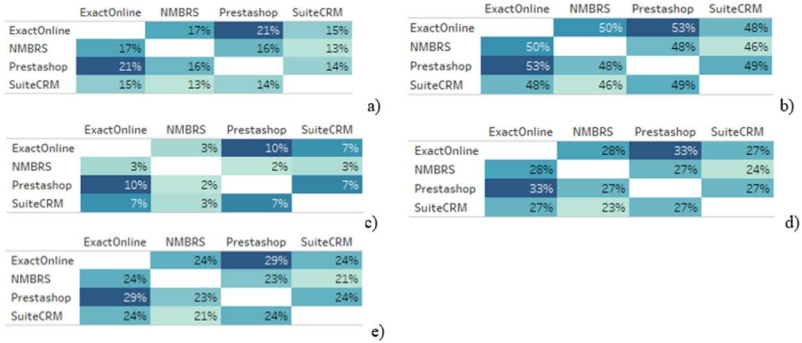 ExactOnline NMBRS Prestashop SuiteCRM
ExactOnline 17% 21% 15%
NMBRS 17% 16% 13%
Prestashop 21% 16% 14%
SuiteCRM 15% 13% 14%
a)
ExactOnline NMBRS Prestashop SuiteCRM
ExactOnline 50% 53% 48%
NMBRS 50% 48% 46%
Prestashop 53% 48% 49%
SuiteCRM 48% 46% 49%
b)
ExactOnline NMBRS Prestashop SuiteCRM
ExactOnline 3% 10% 7%
NMBRS 3% 2% 3%
Prestashop 10% 2% 7%
SuiteCRM 7% 3% 7%
c)
ExactOnline NMBRS Prestashop SuiteCRM
ExactOnline 28% 33% 27%
NMBRS 28% 27% 24%
Prestashop 33% 27% 27%
SuiteCRM 27% 23% 27%
d)
ExactOnline NMBRS Prestashop SuiteCRM
ExactOnline 24% 29% 24%
NMBRS 24% 23% 21%
Prestashop 29% 23% 24%
SuiteCRM 24% 21% 24%
e)